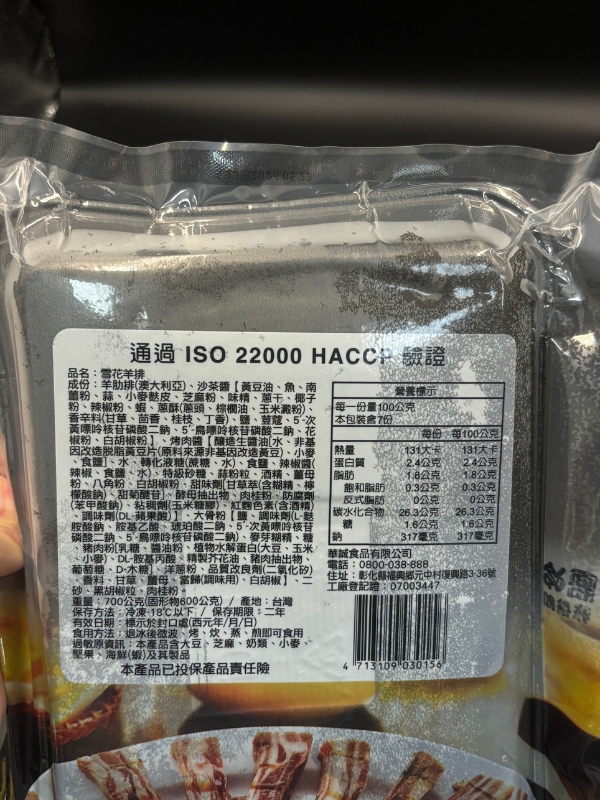 通過 ISO 22000 HACCP 驗證
品名：雪花羊排
成份：羊肋排(澳大利亞)、沙茶醬【黃豆油、魚、南
薑粉、蒜、小麥麩皮、芝麻粉、味精、蔥干、椰子
粉、辣椒粉、蝦、蔥酥(蔥頭、棕櫚油、玉米澱粉)、
香辛料(甘草、茴香、桂枝、丁香)、鹽、荳蔻、5-次
黃嘌呤核苷磷酸二鈉、5-鳥嘌呤核苷磷酸二鈉、花
椒粉、白胡椒粉】、烤肉醬【釀造生醬油[水、非基
因改造脫脂黃豆片(原料來源非基因改造黃豆)、小麥
、食鹽]、水、轉化液糖(蔗糖、水)、食鹽、辣椒醬(
辣椒、食鹽、水)、特級砂糖、蒜粉粒、酒精、薑母
粉、八角粉、白胡椒粉、甜味劑[甘草萃(含糊精、檸
檬酸鈉)、甜菊醣苷]、酵母抽出物、肉桂粉、防腐劑
(苯甲酸鈉)、粘稠劑(玉米糖膠)、紅麴色素(含酒精)
、調味劑(DL-蘋果酸)】、大骨粉【鹽、調味劑(L-麩
胺酸鈉、胺基乙酸、琥珀酸二鈉、5-次黃嘌呤核苷
磷酸二鈉、5-鳥嘌呤核苷磷酸二鈉)、麥芽糊精、糖
、豬肉粉[乳糖、醬油粉、植物水解蛋白(大豆、玉米
、小麥)、DL-胺基丙酸、精製芥花油、豬肉抽出物、
葡萄糖、D-木糖]、洋蔥粉、品質改良劑(二氧化矽)
、香料、甘草、薑母、當歸(調味用)、白胡椒】、二
砂、黑胡椒粒、肉桂粉。
重量：700公克(固形物600公克) / 產地：台灣
保存方法：冷凍-18℃以下 / 保存期限：二年
有效日期：標示於封口處(西元年/月/日)
食用方法：退冰後微波、烤、炊、蒸、煎即可食用
過敏原資訊：本產品含大豆、芝麻、奶類、小麥、
堅果、海鮮(蝦)及其製品
本產品已投保產品責任險
營養標示
每一份量100公克
本包裝含7份
每份 每100公克
熱量 131大卡 131大卡
蛋白質 2.4公克 2.4公克
脂肪 1.8公克 1.8公克
飽和脂肪 0.3公克 0.3公克
反式脂肪 0公克 0公克
碳水化合物 26.3公克 26.3公克
糖 1.6公克 1.6公克
鈉 317毫克 317毫克
華誠食品有限公司
電話：0800-038-888
住址：彰化縣福興鄉元中村復興路3-36號
工廠登記證：07003447
4 713109 030156